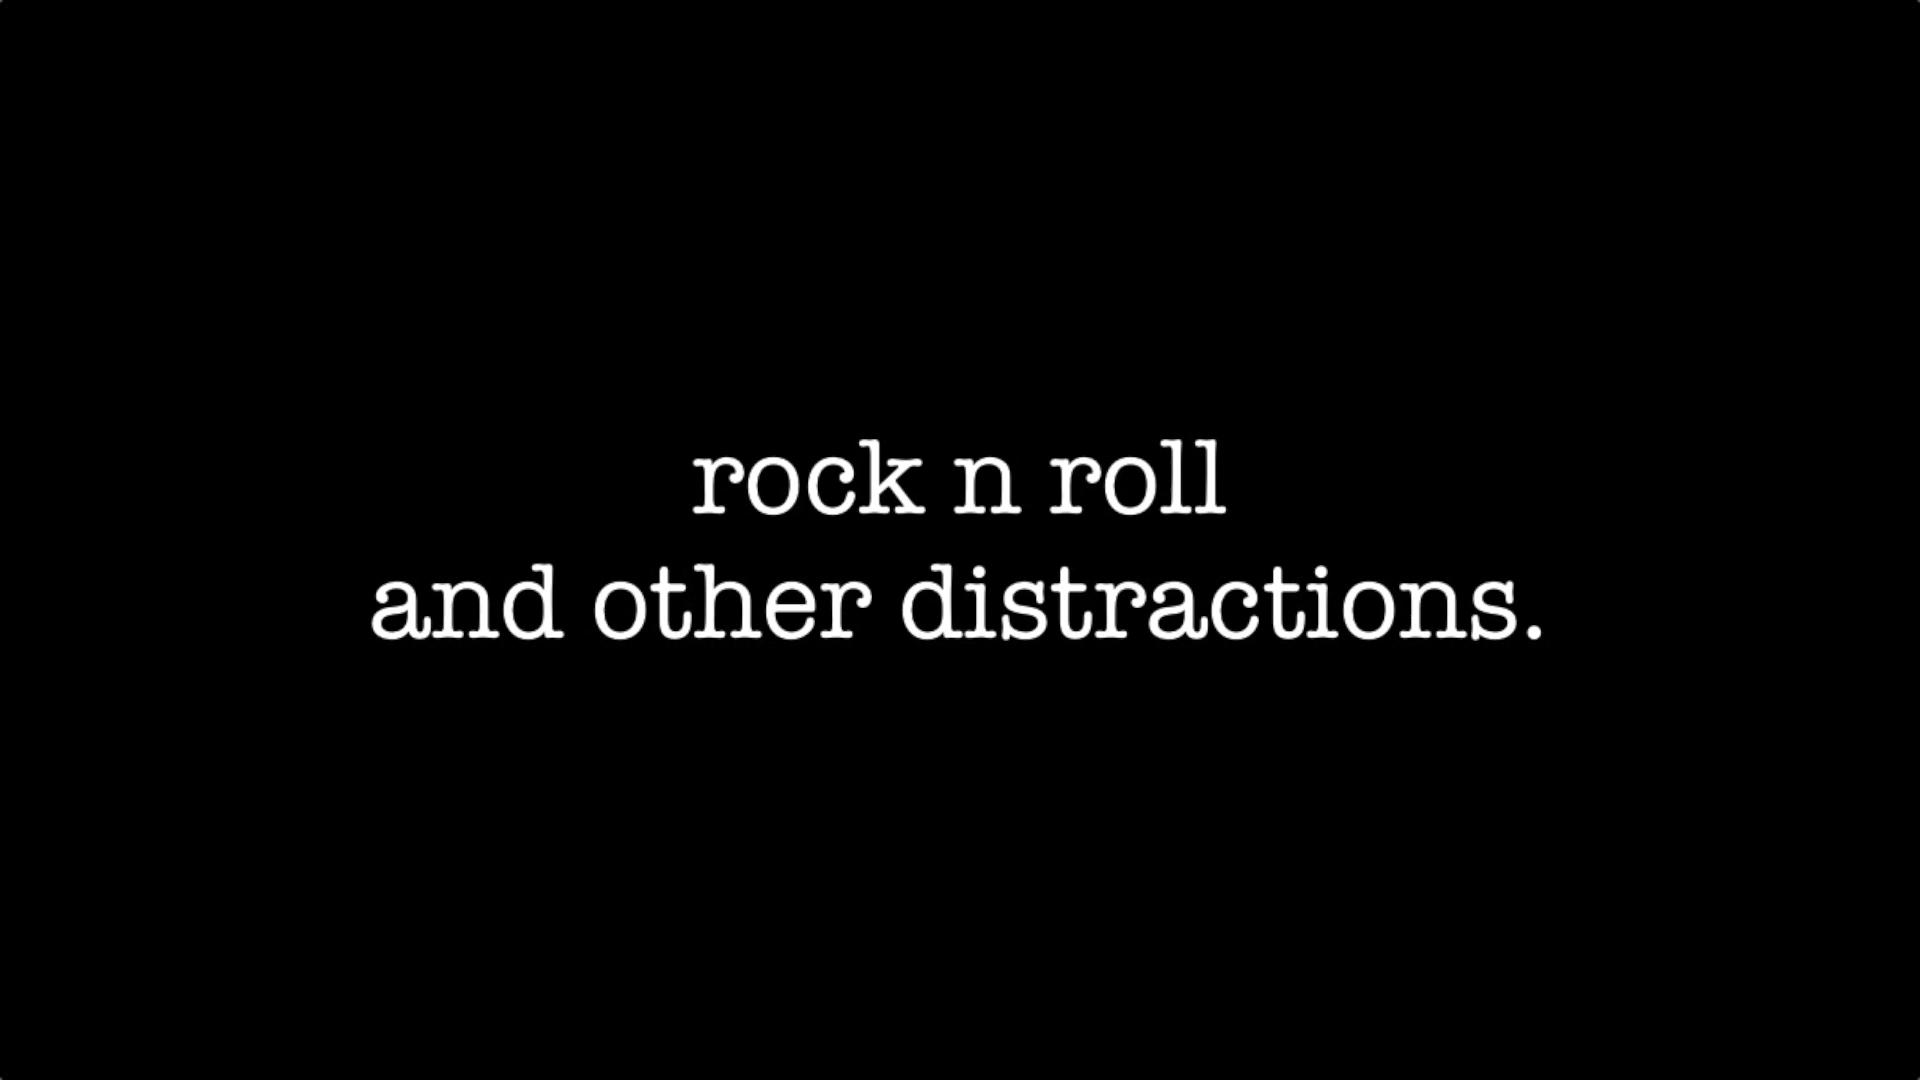 rock n roll
and other distractions.